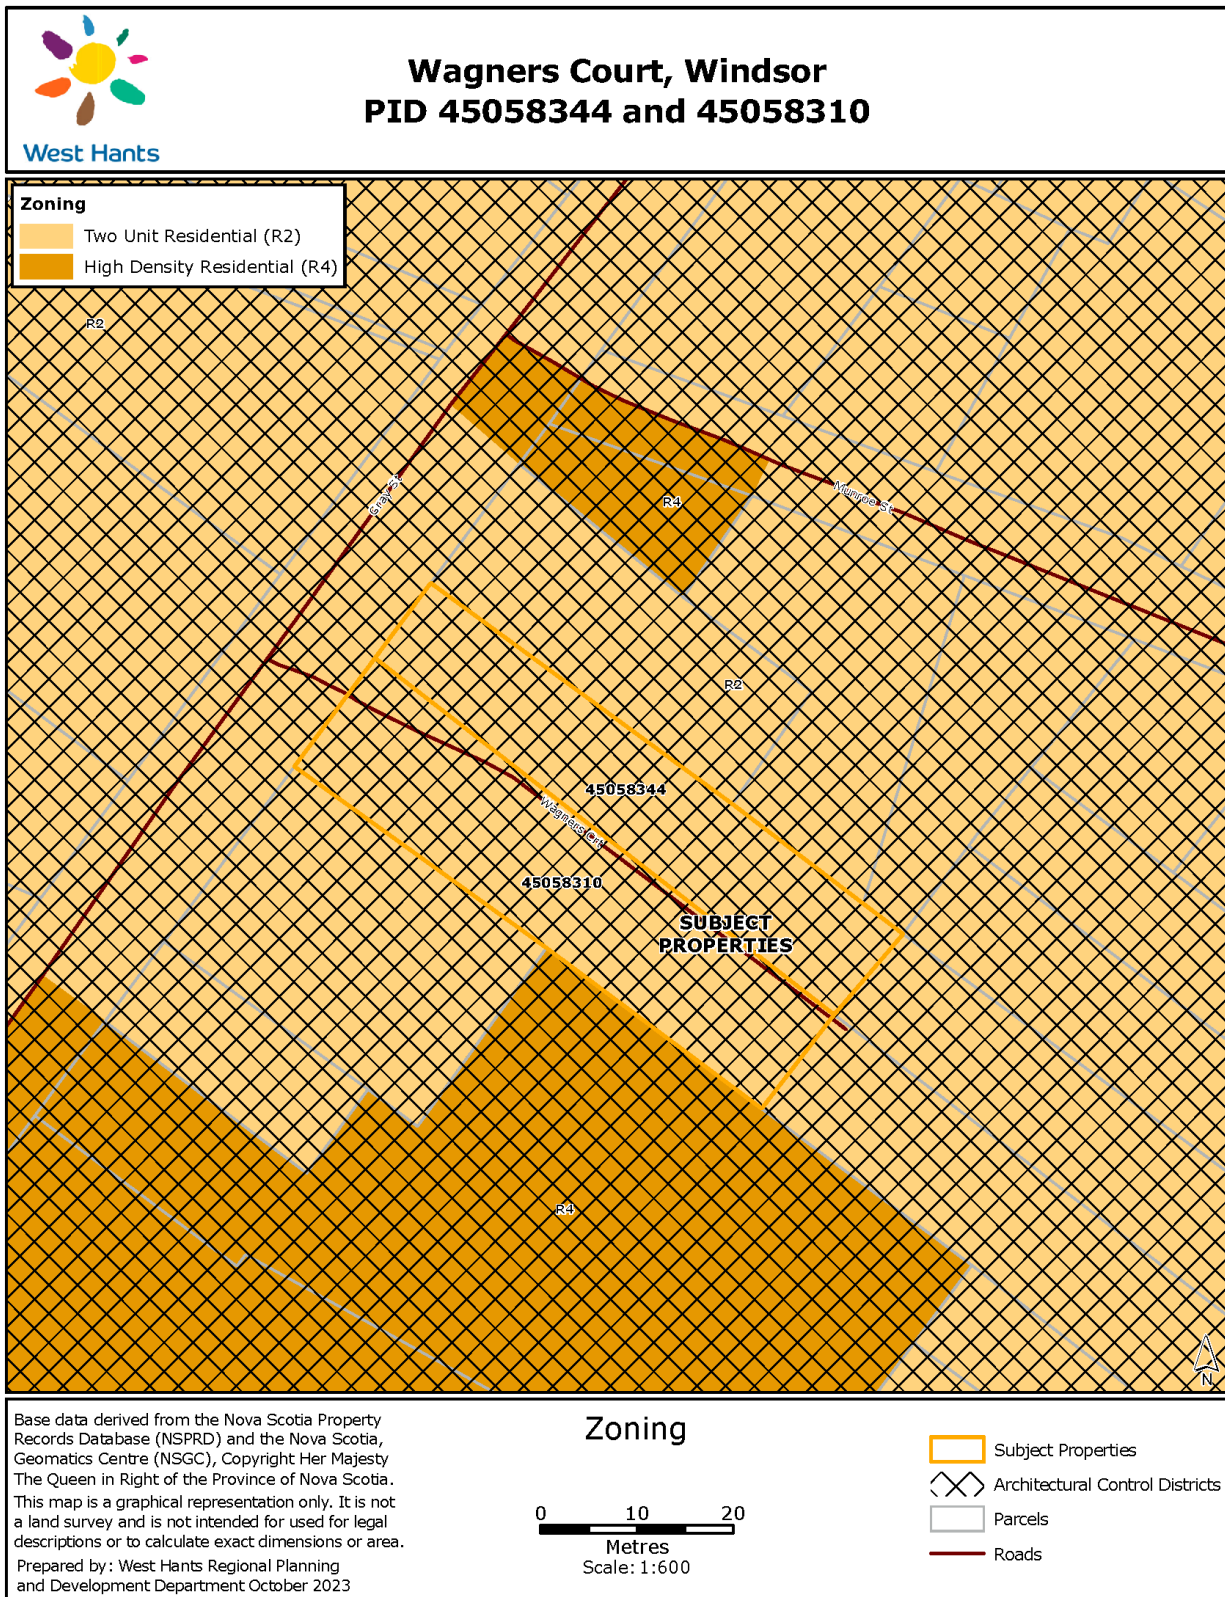 Wagners Court, Windsor
PID 45058344 and 45058310
West Hants
Zoning
Two Unit Residential (R2)
High Density Residential (R4)
R2
Gray St
R4
Munroe St
R2
45058344
Wagners Crt
45058310
SUBJECT
PROPERTIES
R4
N
Base data derived from the Nova Scotia Property
Records Database (NSPRD) and the Nova Scotia,
Geomatics Centre (NSGC), Copyright Her Majesty
The Queen in Right of the Province of Nova Scotia.
This map is a graphical representation only. It is not
a land survey and is not intended for used for legal
descriptions or to calculate exact dimensions or area.
Prepared by: West Hants Regional Planning
and Development Department October 2023
Zoning
0 10 20
Metres
Scale: 1:600
Subject Properties
Architectural Control Districts
Parcels
Roads